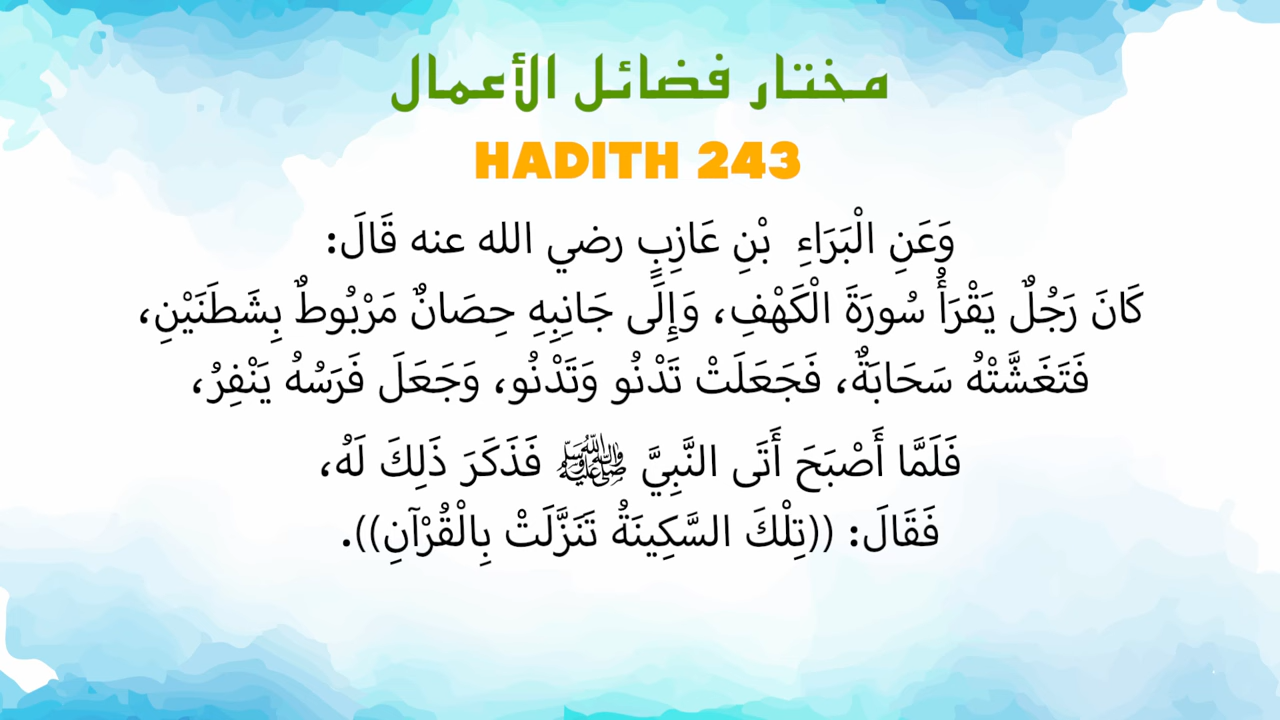 مختار فضائل الأعمال
HADITH 243
وَعَنِ الْبَرَاءِ بْنِ عَازِبٍ رضي الله عنه قَالَ:
كَانَ رَجُلٌ يَقْرَأُ سُورَةَ الْكَهْفِ، وَإِلَى جَانِبِهِ حِصَانٌ مَرْبُوطٌ بِشَطَنَيْنِ،
فَتَغَشَّتْهُ سَحَابَةٌ، فَجَعَلَتْ تَدْنُو وَتَدْنُو، وَجَعَلَ فَرَسُهُ يَنْفِرُ،
فَلَمَّا أَصْبَحَ أَتَى النَّبِيَّ ﷺ فَذَكَرَ ذَلِكَ لَهُ،
فَقَالَ: ((تِلْكَ السَّكِينَةُ تَنَزَّلَتْ بِالْقُرْآنِ)).